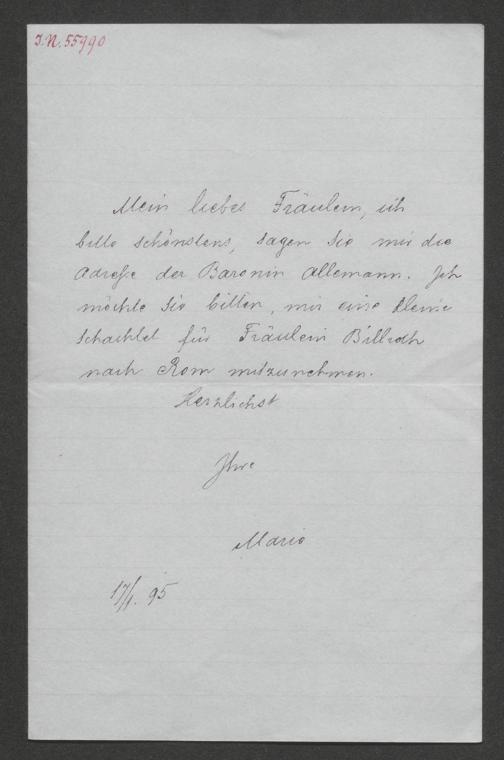 J.N. 55990
Mein liebes Fräulein, ich
bitte schönstens, sagen Sie mir die
Adresse der Baronin Allemann. Ich
möchte Sie bitten, mir eine kleine
Schachtel für Fräulein Billroth
nach Rom mitzunehmen.
Herzlichst
Ihre
Marie
17/1. 95